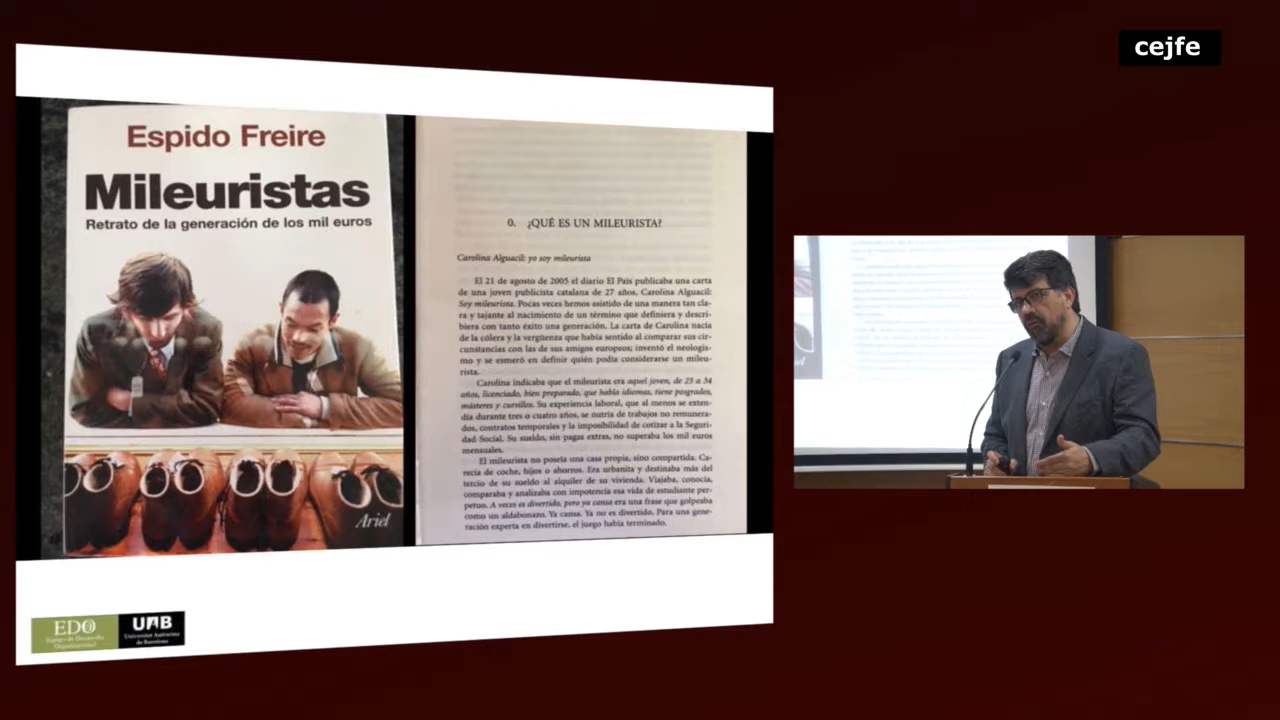 cejfe
Espido Freire
Mileuristas
Retrato de la generación de los mil euros
Ariel
0. ¿QUÉ ES UN MILEURISTA?
Carolina Alguacil: yo soy mileurista
El 21 de agosto de 2005 el diario El País publicaba una carta
de una joven publicista catalana de 27 años, Carolina Alguacil:
Soy mileurista. Pocas veces hemos asistido de una manera tan cla-
ra y tajante al nacimiento de un término que definiera y descri-
biera con tanto éxito una generación. La carta de Carolina nacía
de la cólera y la vergüenza que había sentido al comparar sus cir-
cunstancias con las de sus amigos europeos; inventó el neologis-
mo y se esmeró en definir quién podía considerarse un mileu-
rista.
Carolina indicaba que el mileurista era aquel joven, de 25 a 34
años, licenciado, bien preparado, que habla idiomas, tiene posgrados,
másteres y cursillos. Su experiencia laboral, que al menos se exten-
día durante tres o cuatro años, se nutría de trabajos no remunera-
dos, contratos temporales y la imposibilidad de cotizar a la Seguri-
dad Social. Su sueldo, sin pagas extras, no superaba los mil euros
mensuales.
El mileurista no poseía una casa propia, sino compartida. Ca-
recía de coche, hijos o ahorros. Era urbanita y destinaba más del
tercio de su sueldo al alquiler de su vivienda. Viajaba, conocía,
comparaba y analizaba con impotencia esa vida de estudiante per-
petuo. A veces es divertido, pero ya cansa era una frase que golpeaba
como un aldabonazo. Ya cansa. Ya no es divertido. Para una gene-
ración experta en divertirse, el juego había terminado.
EDO
Equipo de Desarrollo
Organizacional
UAB
Universitat Autònoma
de Barcelona